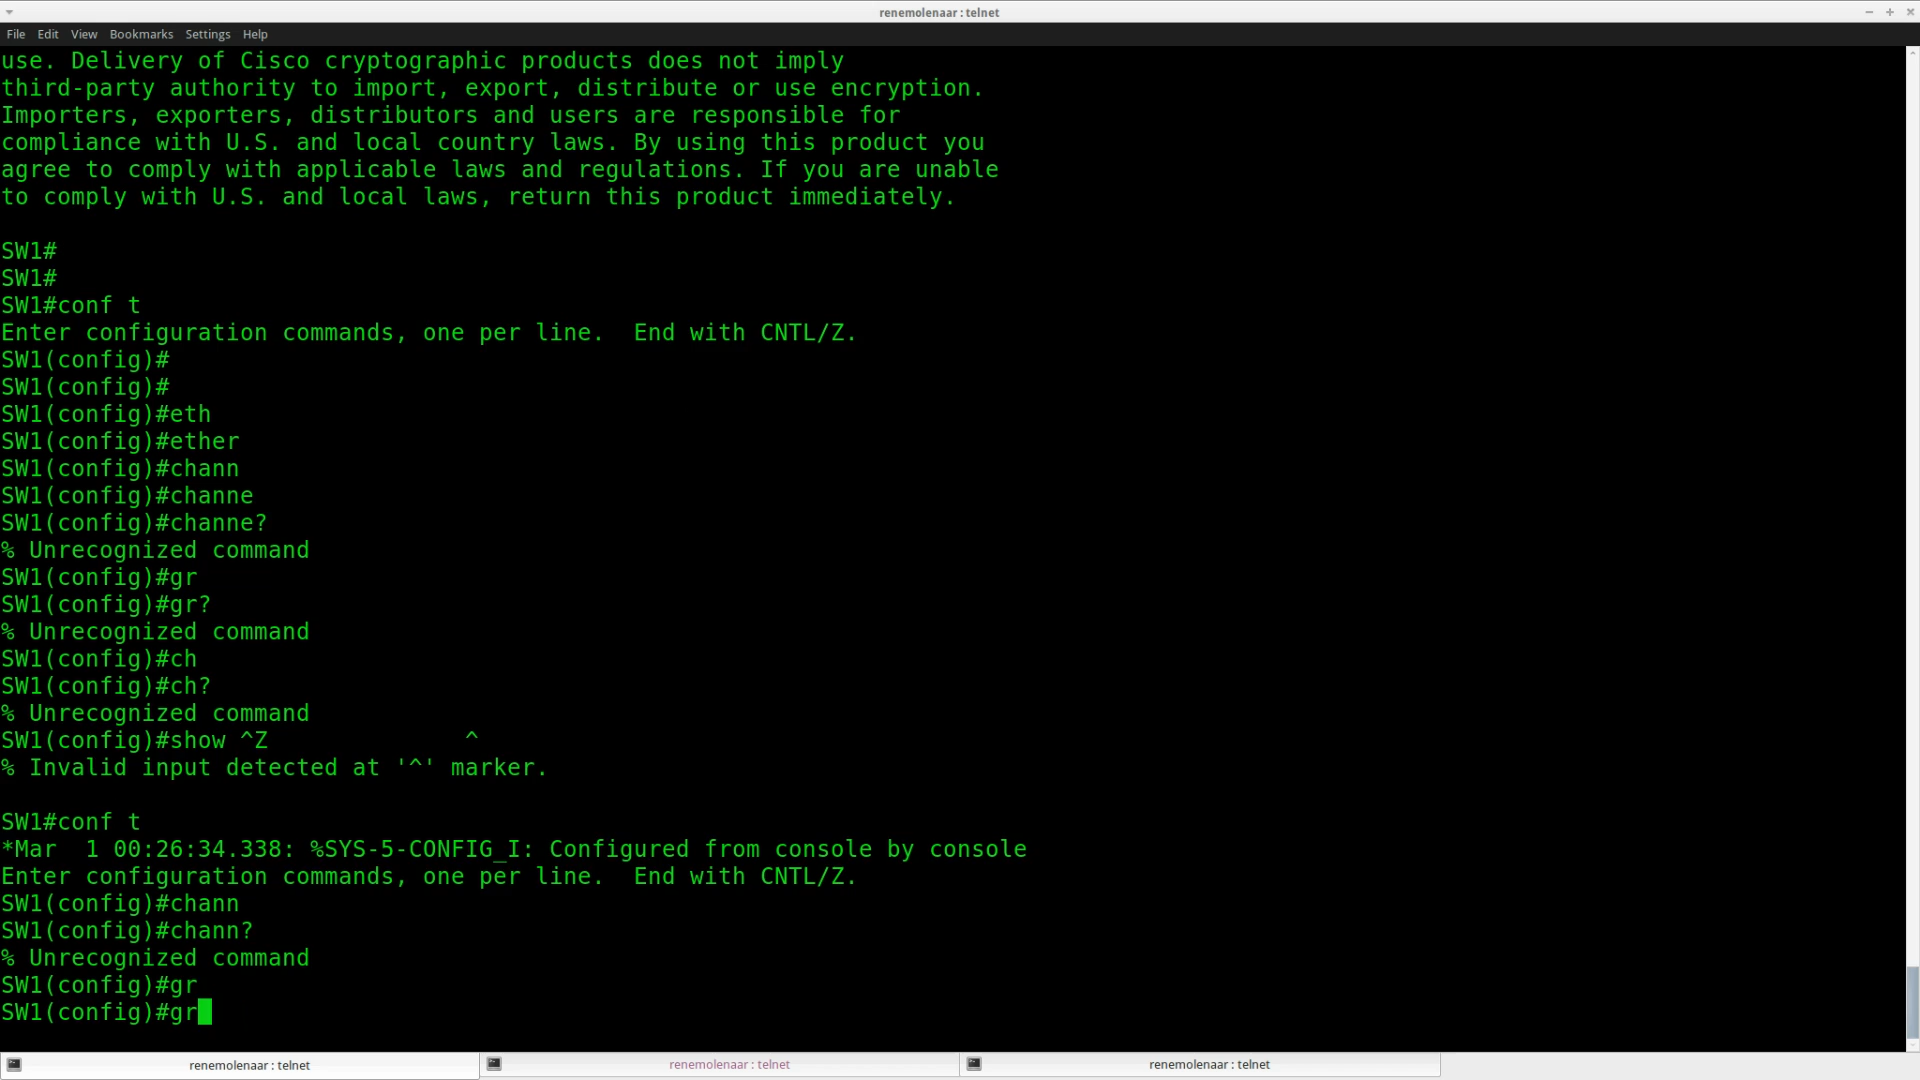 renemolenaar : telnet
File Edit View Bookmarks Settings Help
use. Delivery of Cisco cryptographic products does not imply
third-party authority to import, export, distribute or use encryption.
Importers, exporters, distributors and users are responsible for
compliance with U.S. and local country laws. By using this product you
agree to comply with applicable laws and regulations. If you are unable
to comply with U.S. and local laws, return this product immediately.
SW1#
SW1#
SW1#conf t
Enter configuration commands, one per line.  End with CNTL/Z.
SW1(config)#
SW1(config)#
SW1(config)#eth
SW1(config)#ether
SW1(config)#chann
SW1(config)#channe
SW1(config)#channe?
% Unrecognized command
SW1(config)#gr
SW1(config)#gr?
% Unrecognized command
SW1(config)#ch
SW1(config)#ch?
% Unrecognized command
SW1(config)#show ^Z              ^
% Invalid input detected at '^' marker.
SW1#conf t
*Mar  1 00:26:34.338: %SYS-5-CONFIG_I: Configured from console by console
Enter configuration commands, one per line.  End with CNTL/Z.
SW1(config)#chann
SW1(config)#chann?
% Unrecognized command
SW1(config)#gr
SW1(config)#gr
renemolenaar : telnet
renemolenaar : telnet
renemolenaar : telnet